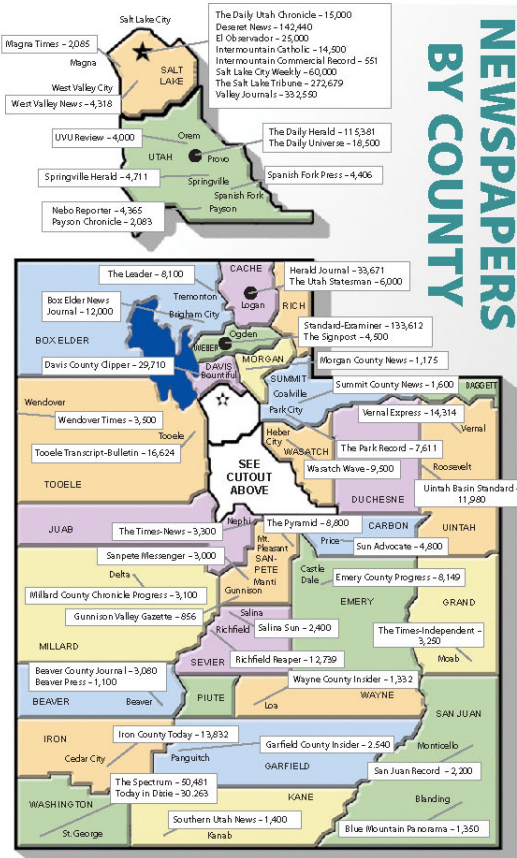 NEWSPAPERS
BY COUNTY
Salt Lake City
The Daily Utah Chronicle – 15,000
Deseret News – 142,440
El Observador – 25,000
Intermountain Catholic – 14,500
Intermountain Commercial Record – 551
Salt Lake City Weekly – 60,000
The Salt Lake Tribune – 272,679
Valley Journals – 332,550
Magna Times – 2,085
Magna
SALT
LAKE
West Valley City
West Valley News – 4,318
UVU Review – 4,000
Orem
The Daily Herald – 115,381
The Daily Universe – 18,500
UTAH
Provo
Springville Herald – 4,711
Springville
Spanish Fork Press – 4,406
Spanish Fork
Nebo Reporter – 4,365
Payson Chronicle – 2,083
Payson
CACHE
The Leader – 8,100
Herald Journal – 33,671
The Utah Statesman – 6,000
Tremonton
Logan
RICH
Box Elder News
Journal – 12,000
Brigham City
Standard-Examiner – 133,612
The Signpost – 4,500
BOX ELDER
Ogden
WEBER
MORGAN
Morgan County News – 1,175
Davis County Clipper – 29,710
DAVIS
Bountiful
SUMMIT
Coalville
Summit County News – 1,600
DAGGETT
Park City
Wendover
Vernal Express – 14,314
Wendover Times – 3,500
Vernal
Tooele
Heber
City
The Park Record – 7,611
Tooele Transcript-Bulletin – 16,624
WASATCH
Wasatch Wave – 9,500
Roosevelt
SEE
CUTOUT
ABOVE
TOOELE
DUCHESNE
Uintah Basin Standard –
11,980
JUAB
Nephi
The Times-News – 3,300
The Pyramid – 8,800
CARBON
UINTAH
Mt.
Pleasant
Price
Sun Advocate – 4,800
Sanpete Messenger – 3,000
SAN-
PETE
Delta
Manti
Castle
Dale
Emery County Progress – 8,149
Millard County Chronicle Progress – 3,100
Gunnison
EMERY
GRAND
Gunnison Valley Gazette – 856
Salina
Salina Sun – 2,400
The Times-Independent –
3,250
Richfield
MILLARD
Richfield Reaper – 12,739
Moab
SEVIER
Beaver County Journal – 3,080
Beaver Press – 1,100
Wayne County Insider – 1,332
BEAVER
Beaver
PIUTE
WAYNE
Loa
SAN JUAN
IRON
Iron County Today – 13,832
Garfield County Insider – 2.540
Monticello
Cedar City
Panguitch
GARFIELD
San Juan Record – 2,200
The Spectrum – 50,481
Today in Dixie – 30.263
KANE
Blanding
WASHINGTON
Southern Utah News – 1,400
Blue Mountain Panorama – 1,350
St. George
Kanab